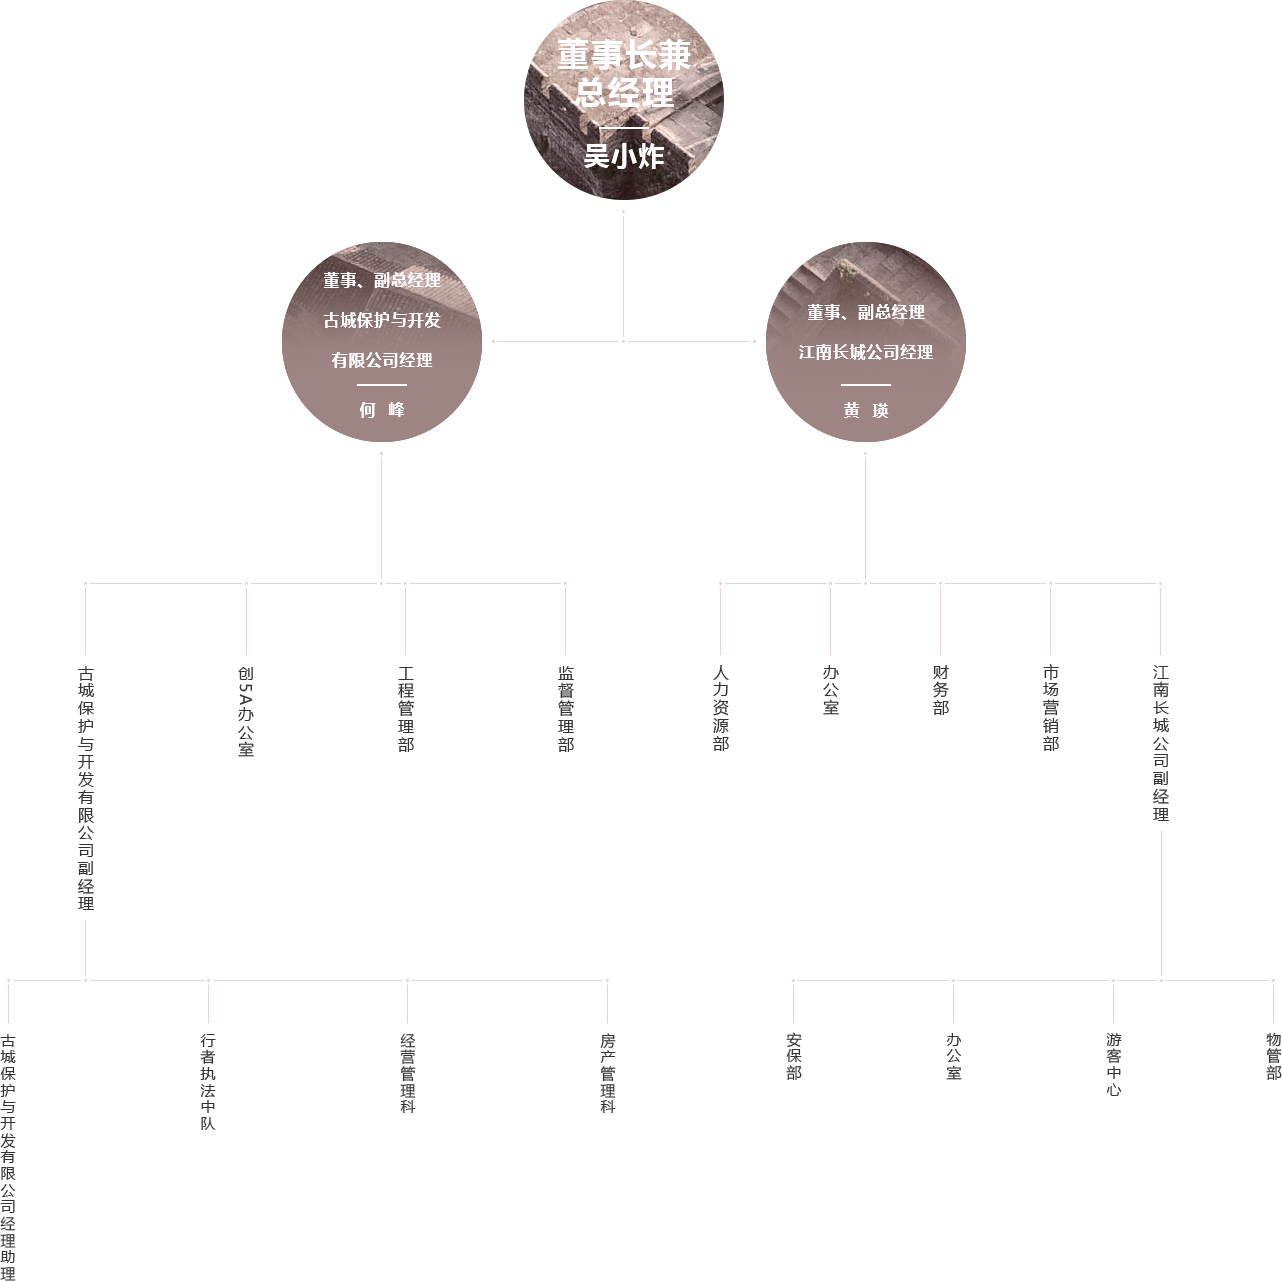 董事长兼
总经理
吴小炸
董事、副总经理
古城保护与开发
有限公司经理
何 峰
董事、副总经理
江南长城公司经理
黄 瑛
古城保护与开发有限公司副经理
创5A办公室
工程管理部
监督管理部
人力资源部
办公室
财务部
市场营销部
江南长城公司副经理
古城保护与开发有限公司经理助理
行者执法中队
经营管理科
房产管理科
安保部
办公室
游客中心
物管部